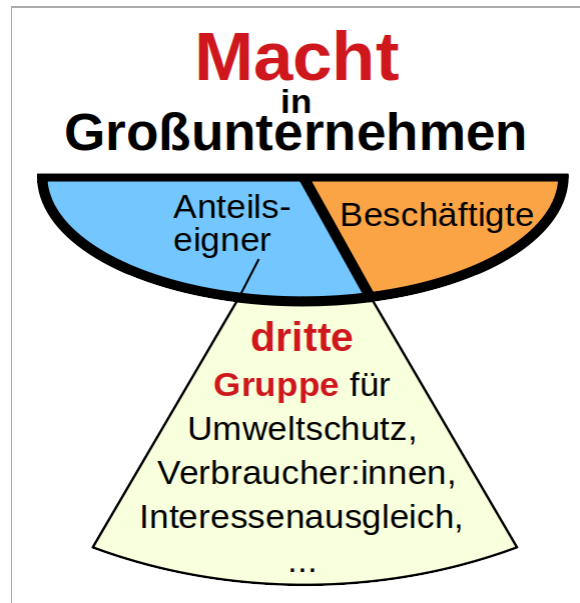 Macht
in
Großunternehmen
Anteils-
eigner
Beschäftigte
dritte
Gruppe für
Umweltschutz,
Verbraucher:innen,
Interessenausgleich,
...